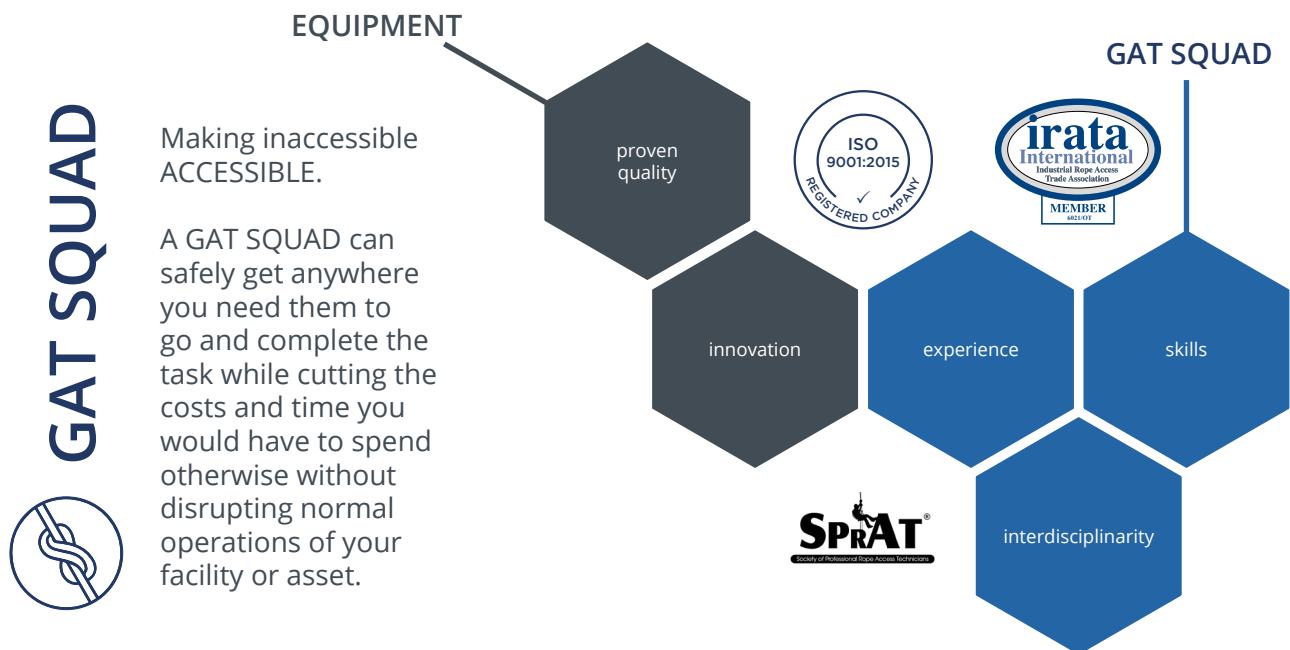 EQUIPMENT
GAT SQUAD
GAT SQUAD
Making inaccessible
ACCESSIBLE.
A GAT SQUAD can
safely get anywhere
you need them to
go and complete the
task while cutting the
costs and time you
would have to spend
otherwise without
disrupting normal
operations of your
facility or asset.
proven
quality
ISO
9001:2015
REGISTERED COMPANY
irata
International
Industrial Rope Access
Trade Association
MEMBER
6021/OT
innovation
experience
skills
SPRAT®
Society of Professional Rope Access Technicians
interdisciplinarity